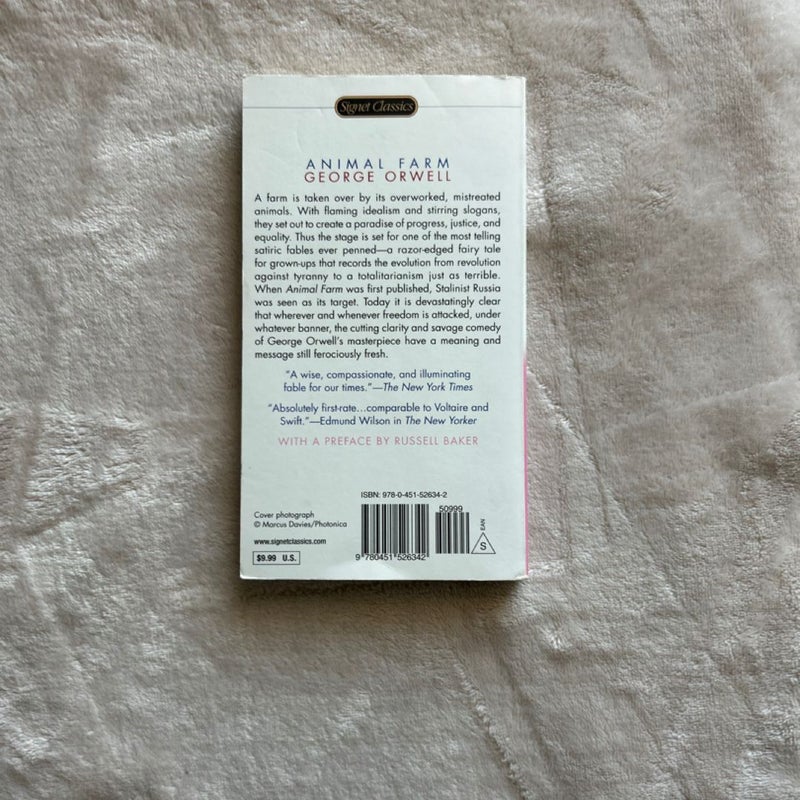 Signet Classics
ANIMAL FARM
GEORGE ORWELL
A farm is taken over by its overworked, mistreated
animals. With flaming idealism and stirring slogans,
they set out to create a paradise of progress, justice, and
equality. Thus the stage is set for one of the most telling
satiric fables ever penned—a razor-edged fairy tale
for grown-ups that records the evolution from revolution
against tyranny to a totalitarianism just as terrible.
When Animal Farm was first published, Stalinist Russia
was seen as its target. Today it is devastatingly clear
that wherever and whenever freedom is attacked, under
whatever banner, the cutting clarity and savage comedy
of George Orwell's masterpiece have a meaning and
message still ferociously fresh.
"A wise, compassionate, and illuminating
fable for our times."—The New York Times
"Absolutely first-rate...comparable to Voltaire and
Swift."—Edmund Wilson in The New Yorker
WITH A PREFACE BY RUSSELL BAKER
ISBN: 978-0-451-52634-2
50999
Cover photograph
© Marcus Davies/Photonica
www.signetclassics.com
$9.99 U.S.
9 780451 526342
EAN
S